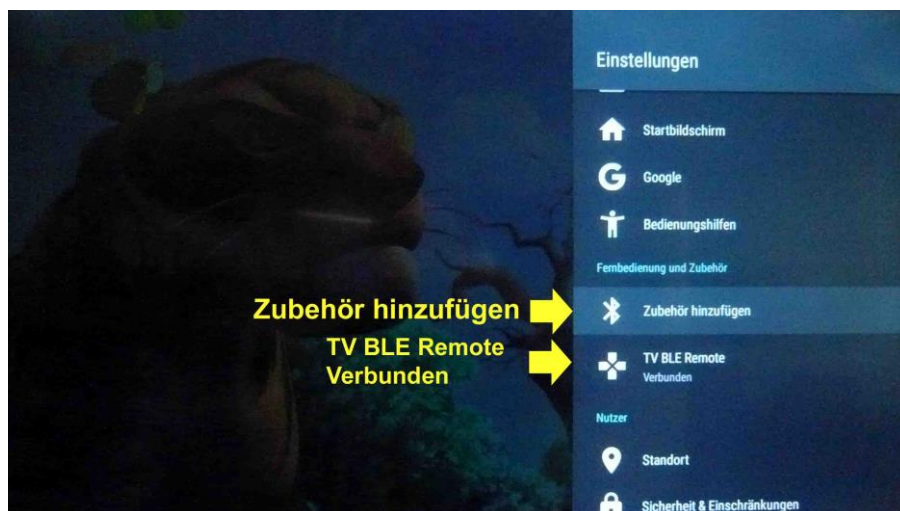 Einstellungen
Startbildschirm
Google
Bedienungshilfen
Fernbedienung und Zubehör
Zubehör hinzufügen
Zubehör hinzufügen
TV BLE Remote
Verbunden
TV BLE Remote
Verbunden
Nutzer
Standort
Sicherheit & Einschränkungen